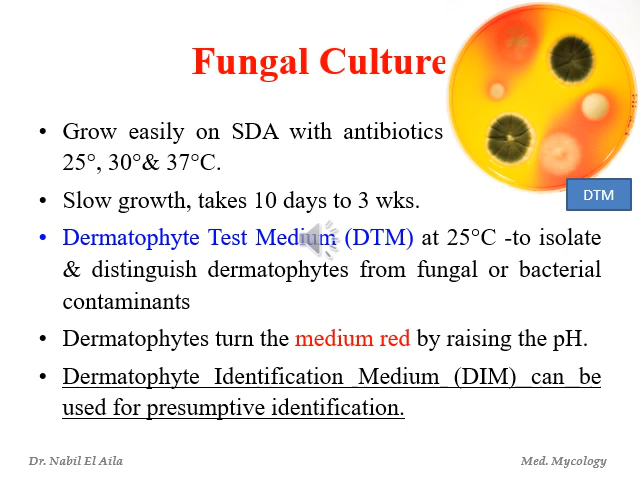 Fungal Culture
• Grow easily on SDA with antibiotics
25°, 30°& 37°C.
• Slow growth, takes 10 days to 3 wks.
DTM
• Dermatophyte Test Medium (DTM) at 25°C -to isolate
& distinguish dermatophytes from fungal or bacterial
contaminants
• Dermatophytes turn the medium red by raising the pH.
• Dermatophyte Identification Medium (DIM) can be
used for presumptive identification.
Dr. Nabil El Aila
Med. Mycology